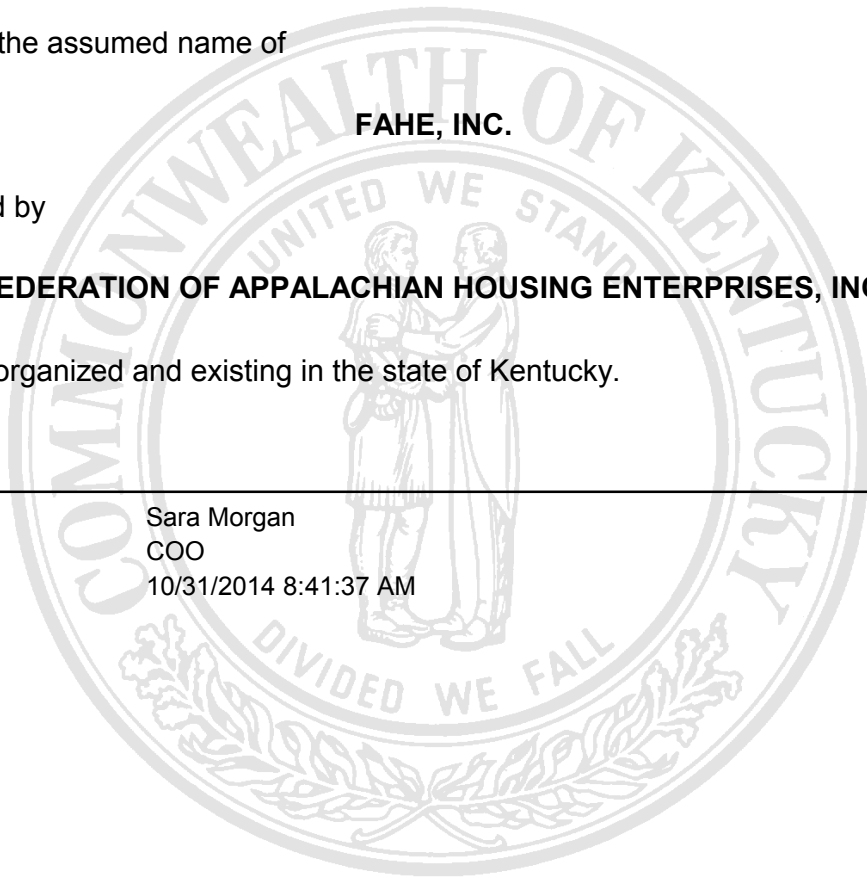 the assumed name of
FAHE, INC.
d by
EDERATION OF APPALACHIAN HOUSING ENTERPRISES, INC
organized and existing in the state of Kentucky.
Sara Morgan
COO
10/31/2014 8:41:37 AM
COMMONWEALTH OF KENTUCKY
UNITED WE STAND
DIVIDED WE FALL